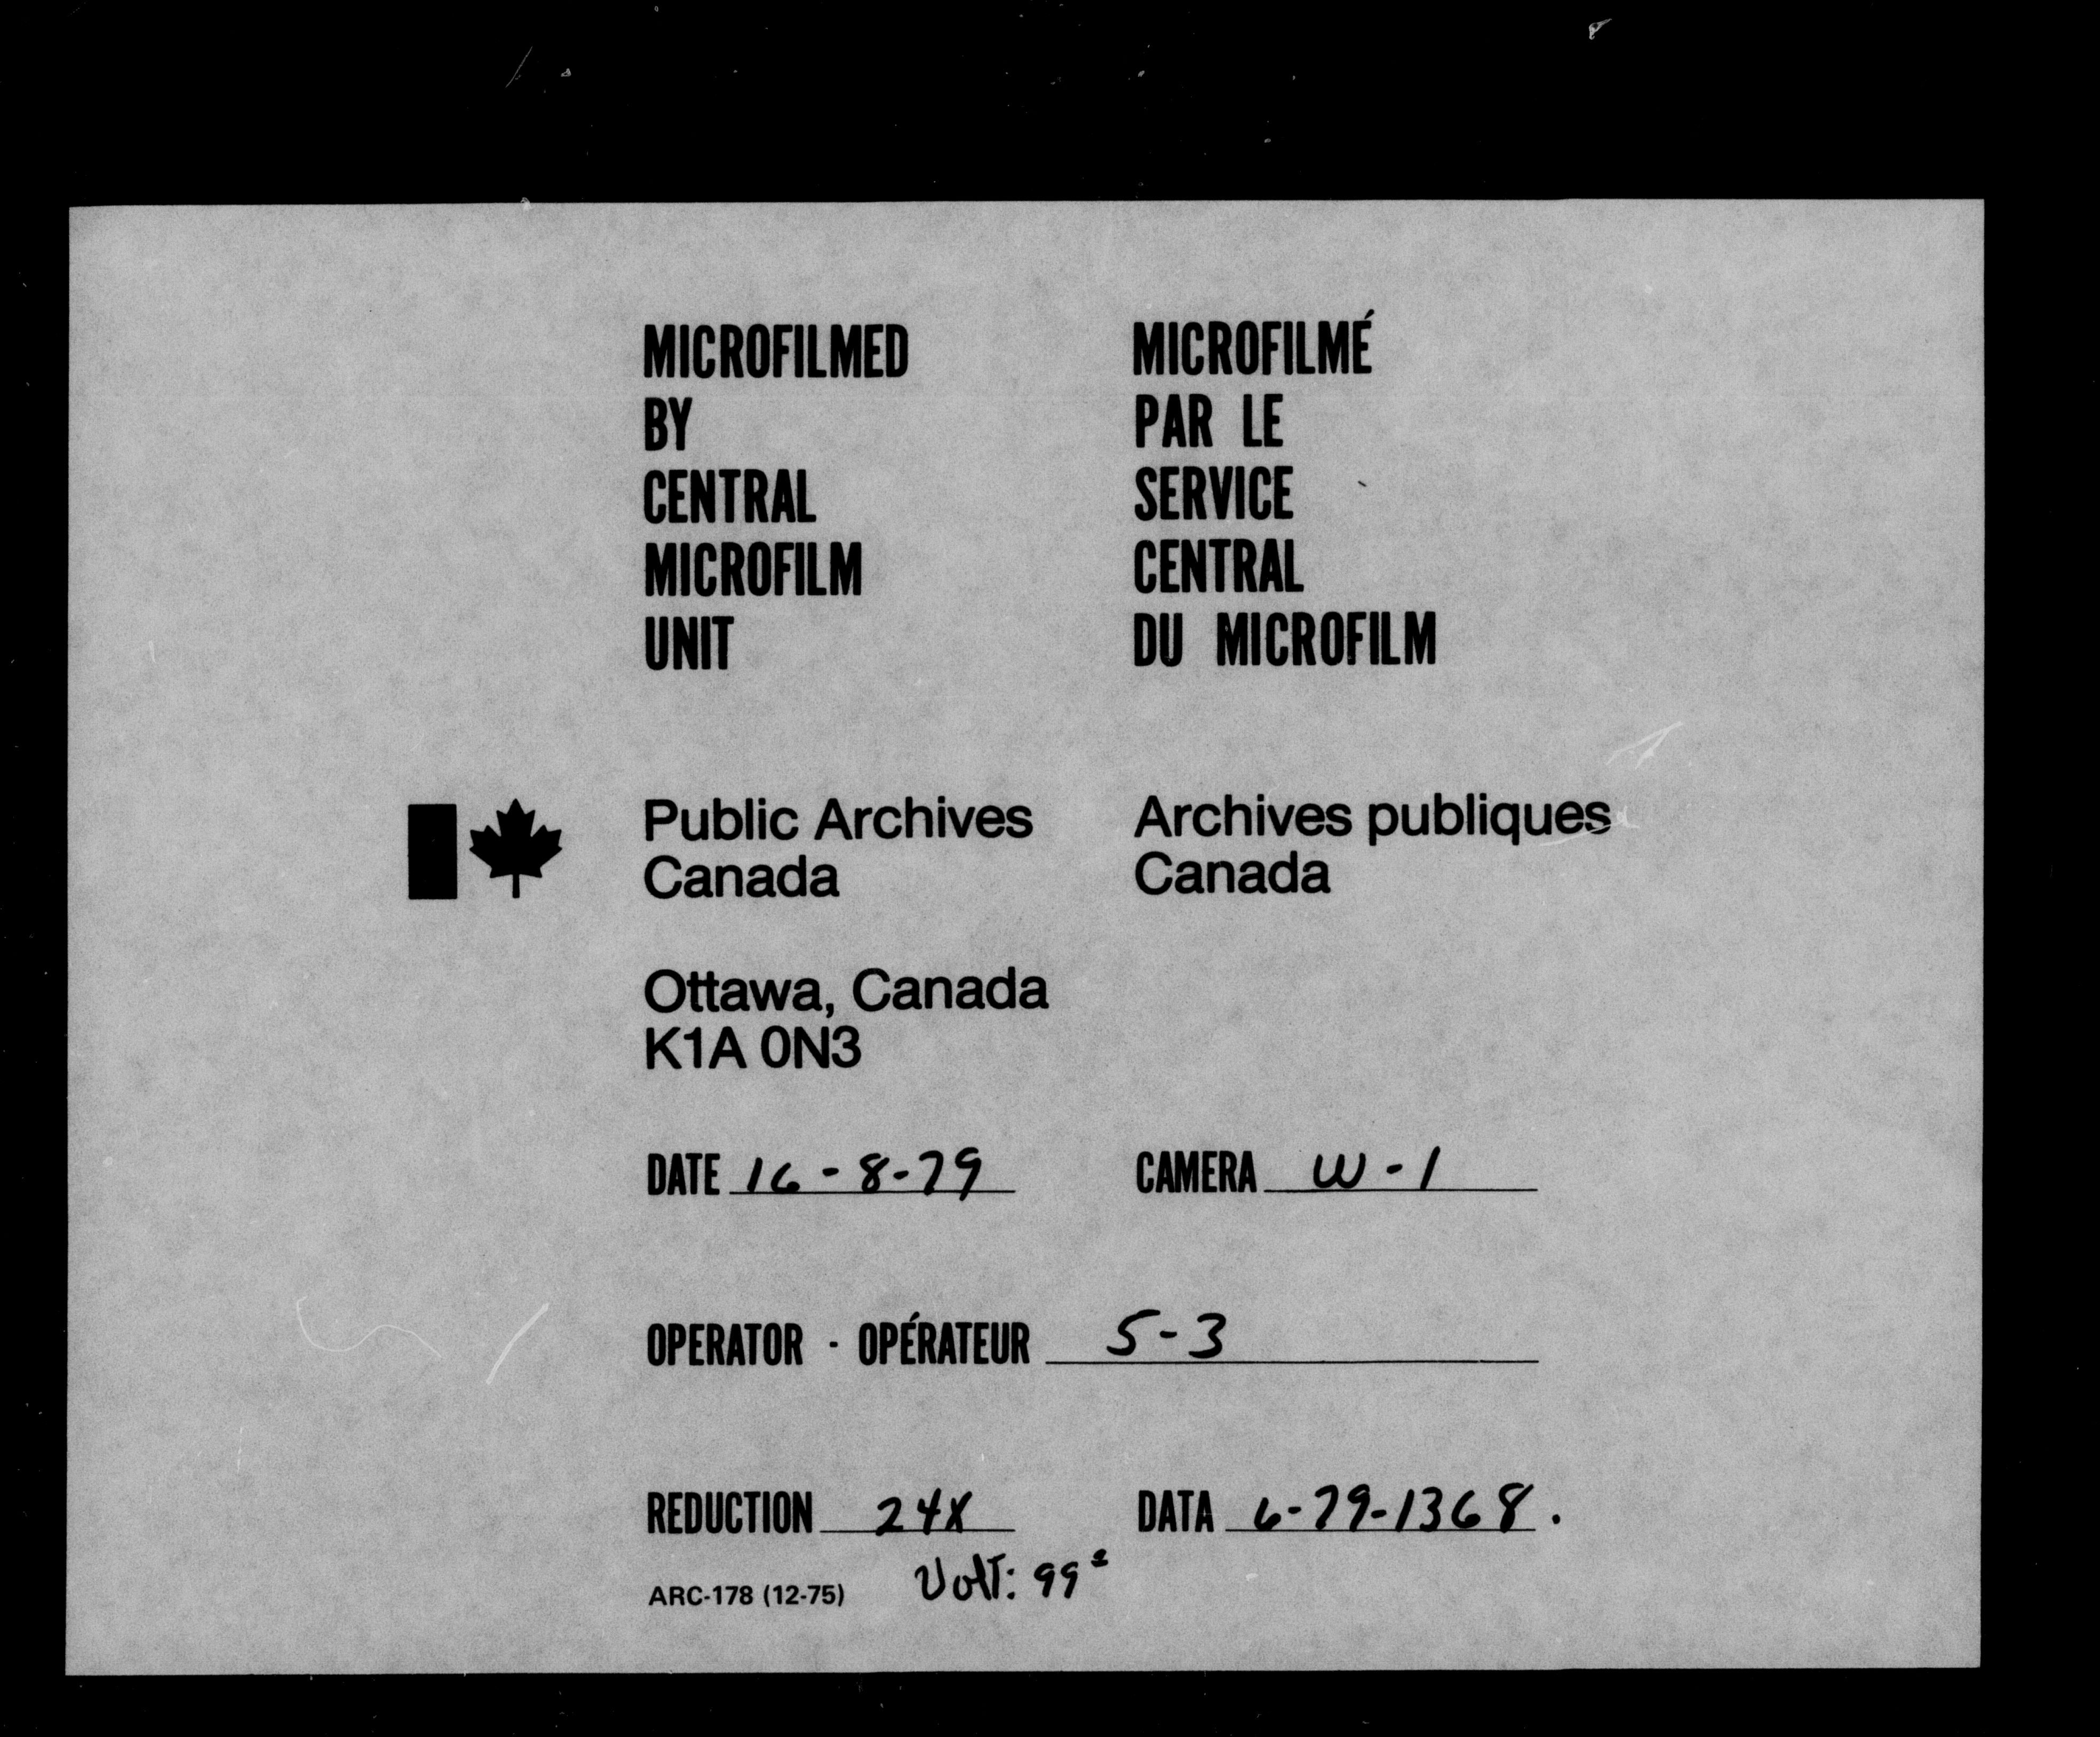 MICROFILMED
BY
CENTRAL
MICROFILM
UNIT
MICROFILMÉ
PAR LE
SERVICE
CENTRAL
DU MICROFILM
Public Archives
Canada
Archives publiques
Canada
Ottawa, Canada
K1A 0N3
DATE 16-8-79
CAMERA W-1
OPERATOR - OPÉRATEUR 5-3
REDUCTION 24X
DATA 6-79-1368.
ARC-178 (12-75)
Volt: 99